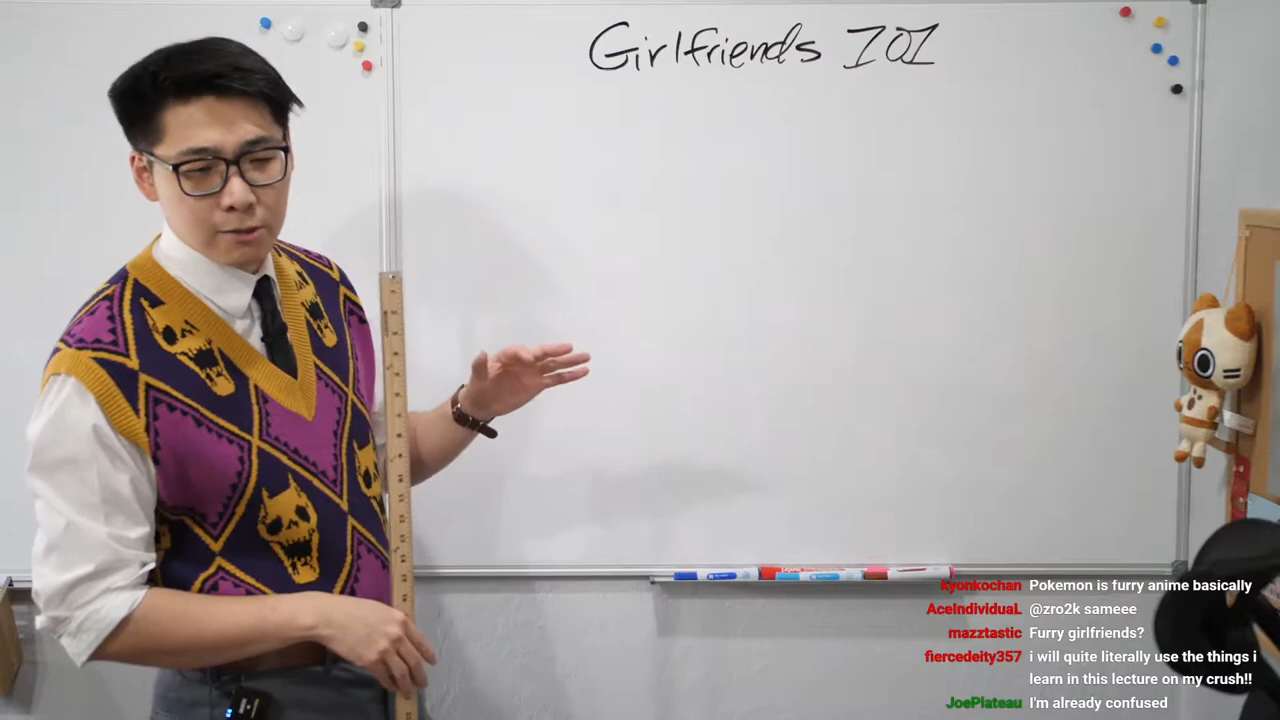 Girlfriends 101
kyonkochan Pokemon is furry anime basically
AceIndividuaL @zro2k sameee
mazztastic Furry girlfriends?
fiercedeity357 i will quite literally use the things i
learn in this lecture on my crush!!
JoePlateau I'm already confused